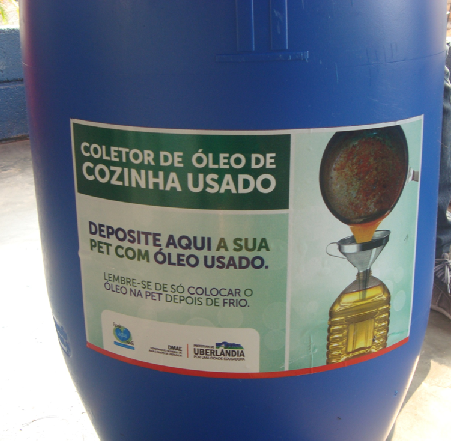 COLETOR DE ÓLEO DE
COZINHA USADO
DEPOSITE AQUI A SUA
PET COM ÓLEO USADO.
LEMBRE-SE DE SÓ COLOCAR O
ÓLEO NA PET DEPOIS DE FRIO.
DMAE
UBERLÂNDIA